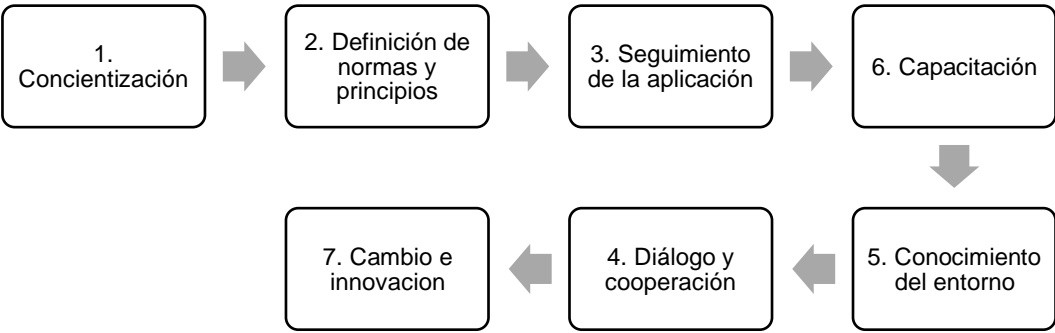 1.
Concientización
2. Definición de
normas y
principios
3. Seguimiento
de la aplicación
6. Capacitación
5. Conocimiento
del entorno
4. Diálogo y
cooperación
7. Cambio e
innovacion